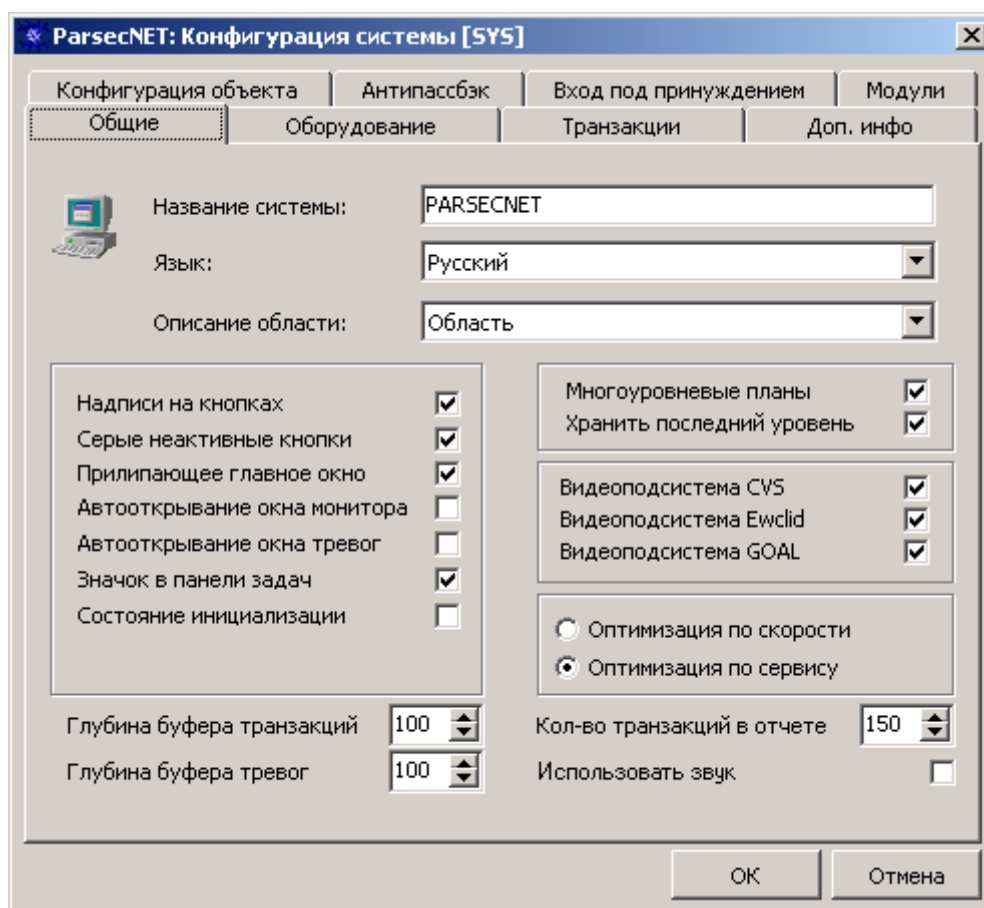 ParsecNET: Конфигурация системы [SYS]
Конфигурация объекта
Антипассбэк
Вход под принуждением
Модули
Общие
Оборудование
Транзакции
Доп. инфо
Название системы:
PARSECNET
Язык:
Русский
Описание области:
Область
Надписи на кнопках
Серые неактивные кнопки
Прилипающее главное окно
Автооткрывание окна монитора
Автооткрывание окна тревог
Значок в панели задач
Состояние инициализации
Многоуровневые планы
Хранить последний уровень
Видеоподсистема CVS
Видеоподсистема Ewclid
Видеоподсистема GOAL
Оптимизация по скорости
Оптимизация по сервису
Глубина буфера транзакций
100
Кол-во транзакций в отчете
150
Глубина буфера тревог
100
Использовать звук
ОК
Отмена